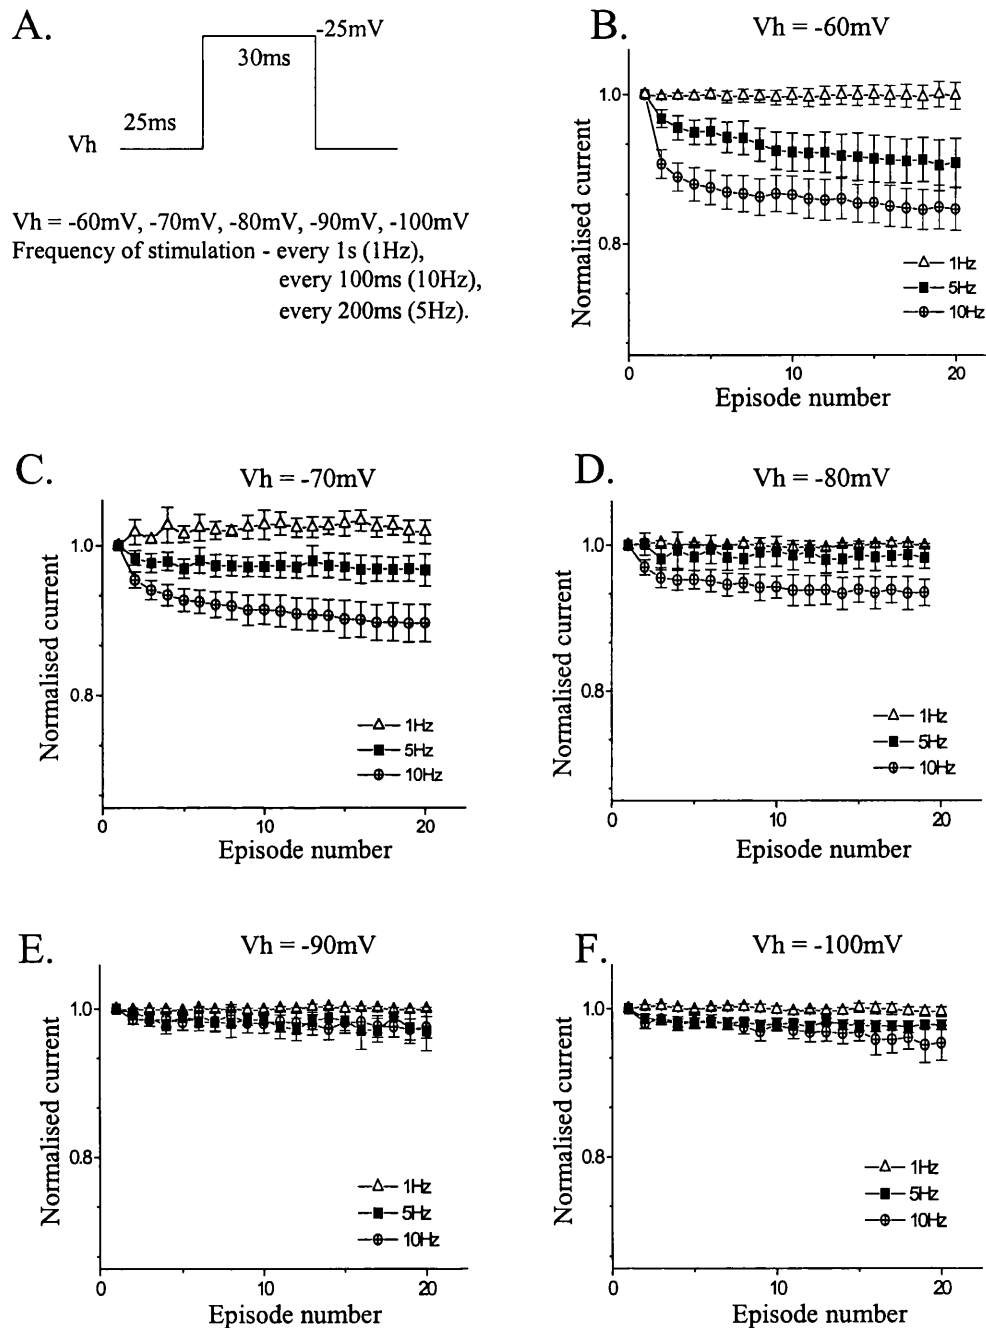 A.
-25mV
30ms
25ms
Vh
Vh = -60mV, -70mV, -80mV, -90mV, -100mV
Frequency of stimulation - every 1s (1Hz),
every 100ms (10Hz),
every 200ms (5Hz).
B.
Vh = -60mV
Normalised current
1.0
0.8
1Hz
5Hz
10Hz
0
10
20
Episode number
C.
Vh = -70mV
Normalised current
1.0
0.8
1Hz
5Hz
10Hz
0
10
20
Episode number
D.
Vh = -80mV
Normalised current
1.0
0.8
1Hz
5Hz
10Hz
0
10
20
Episode number
E.
Vh = -90mV
Normalised current
1.0
0.8
1Hz
5Hz
10Hz
0
10
20
Episode number
F.
Vh = -100mV
Normalised current
1.0
0.8
1Hz
5Hz
10Hz
0
10
20
Episode number